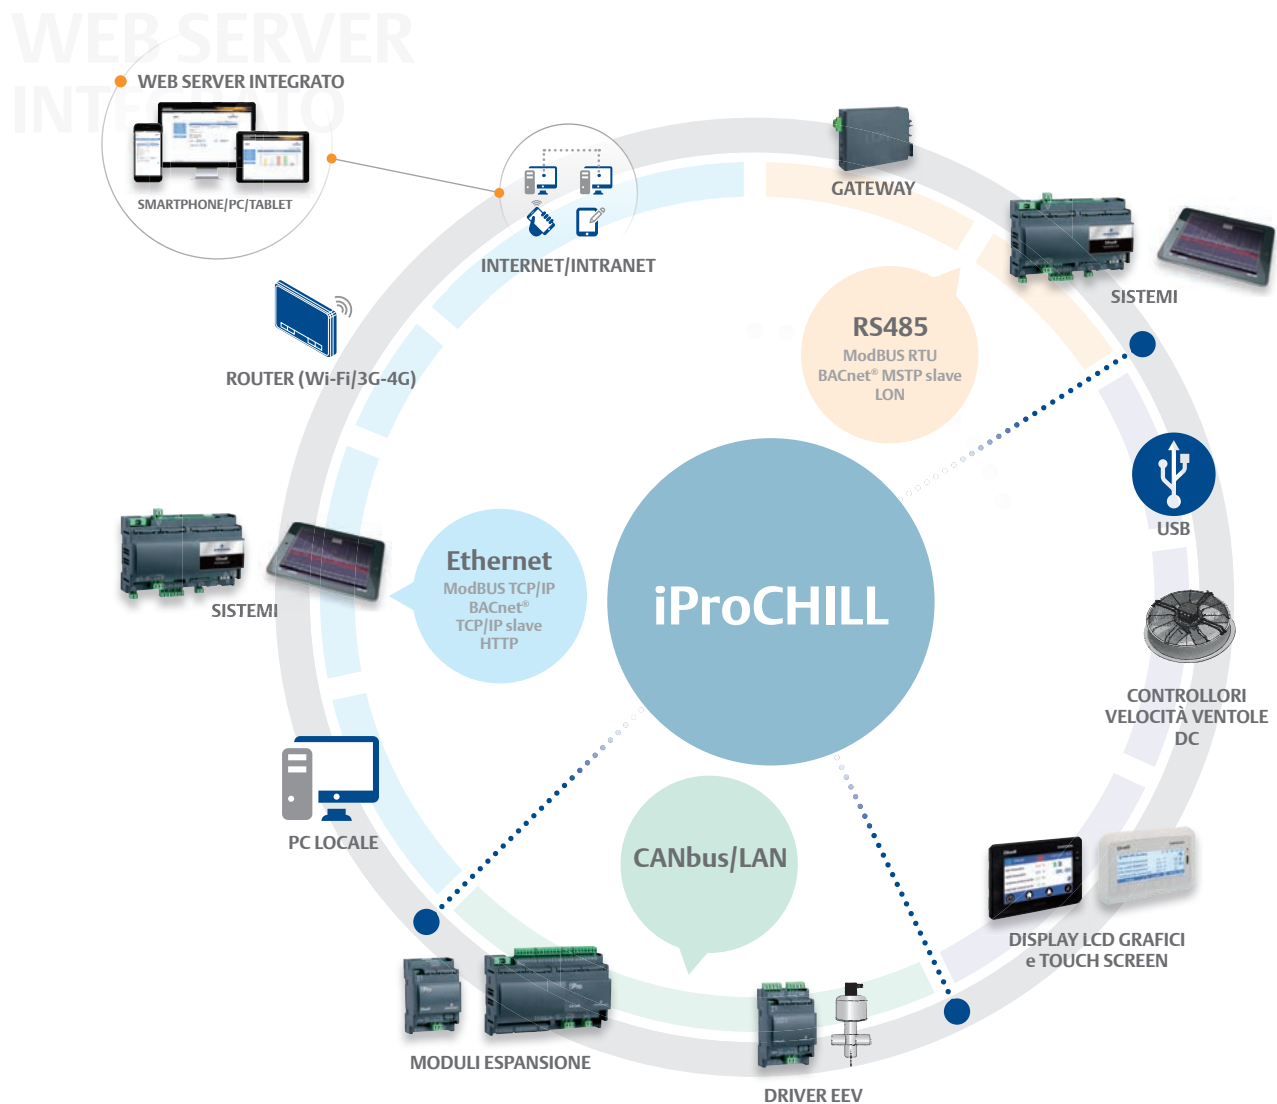 WEB SERVER
INTEGRATO
WEB SERVER INTEGRATO
SMARTPHONE/PC/TABLET
INTERNET/INTRANET
GATEWAY
SISTEMI
ROUTER (Wi-Fi/3G-4G)
RS485
ModBUS RTU
BACnet® MSTP slave
LON
USB
SISTEMI
Ethernet
ModBUS TCP/IP
BACnet®
TCP/IP slave
HTTP
iProCHILL
CONTROLLORI
VELOCITÀ VENTOLE
DC
PC LOCALE
CANbus/LAN
DISPLAY LCD GRAFICI
e TOUCH SCREEN
MODULI ESPANSIONE
DRIVER EEV